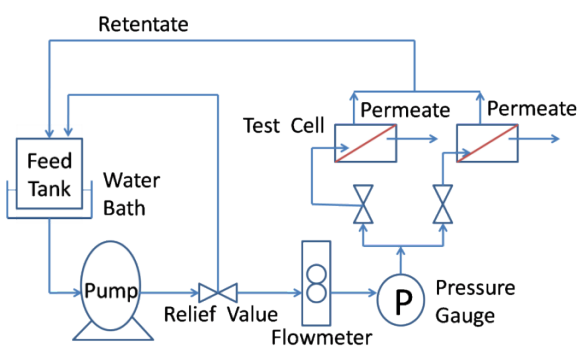 Retentate
Permeate
Permeate
Test Cell
Feed
Tank
Water
Bath
Pump
Relief Value
Flowmeter
P
Pressure
Gauge